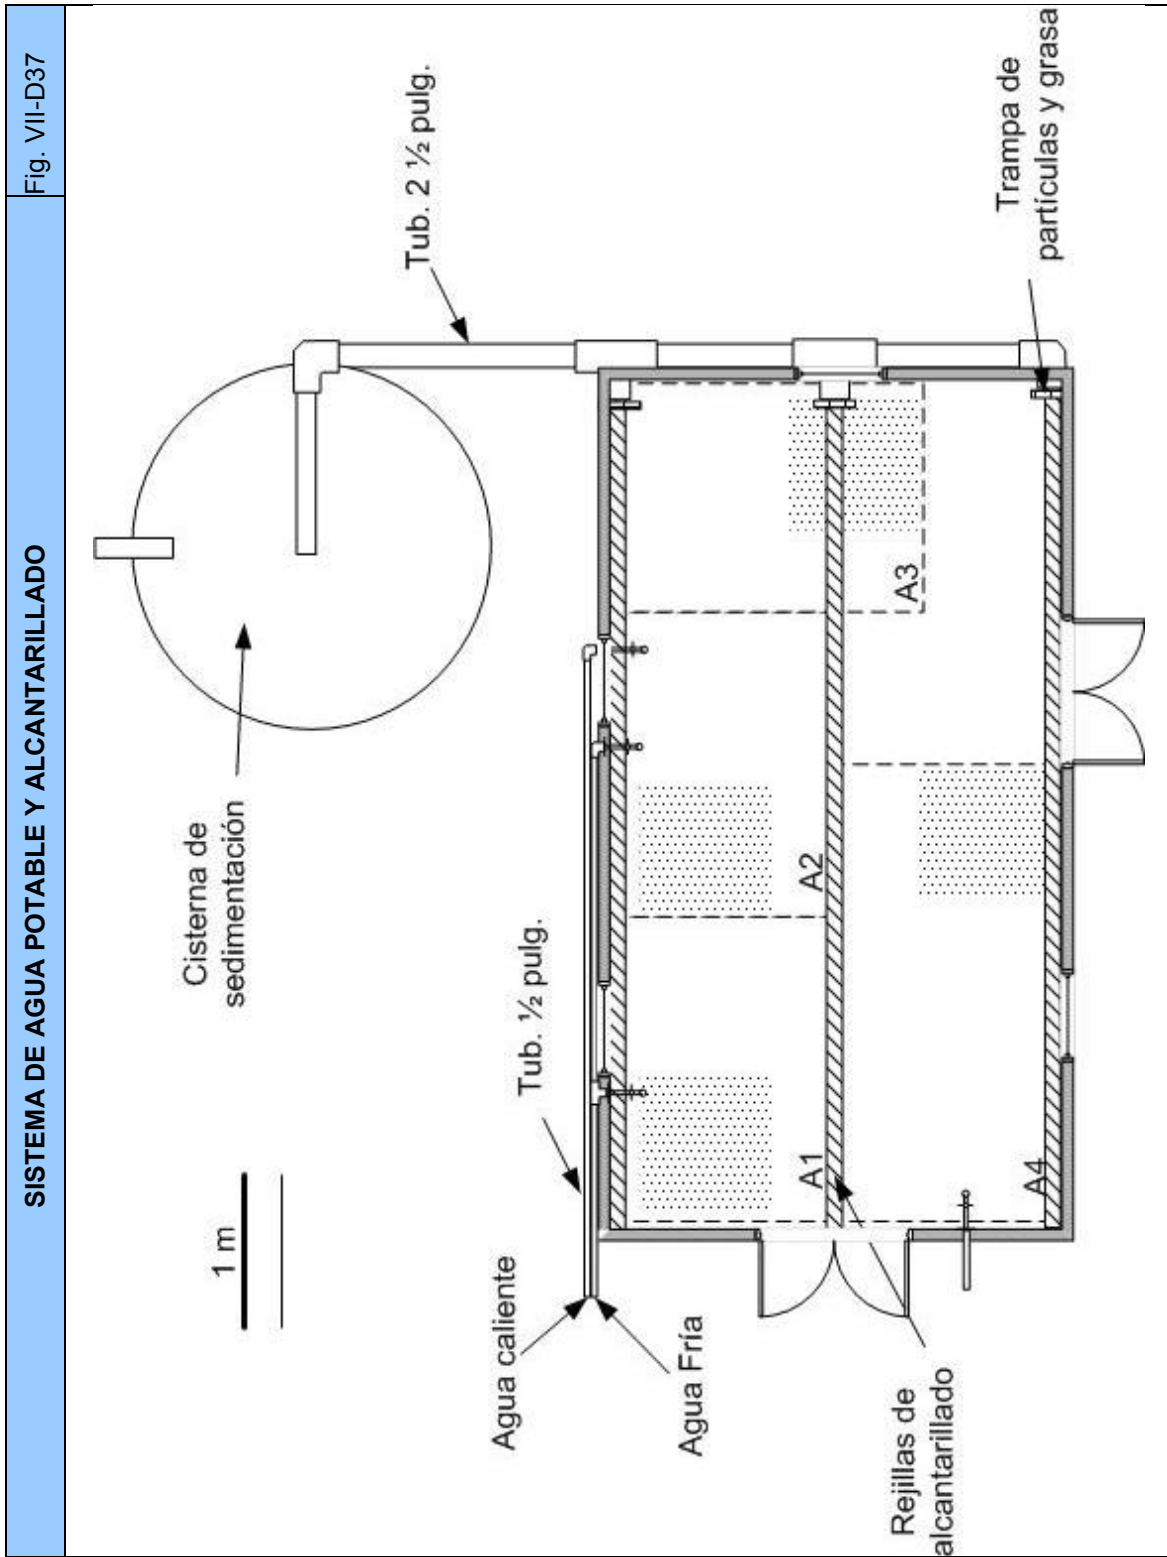 SISTEMA DE AGUA POTABLE Y ALCANTARILLADO
Fig. VII-D37
1 m
Cisterna de
sedimentación
Tub. 2 ½ pulg.
Tub. ½ pulg.
Agua caliente
Agua Fría
A1
A2
A3
A4
Rejillas de
alcantarillado
Trampa de
partículas y grasa